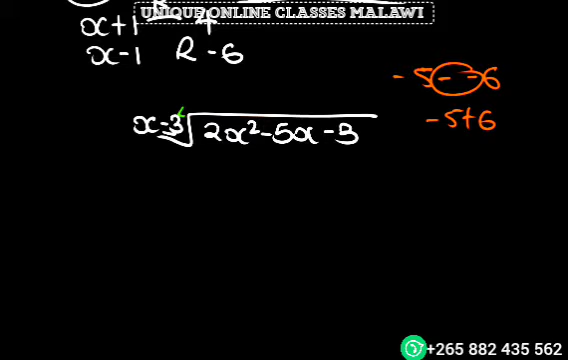 UNIQUE ONLINE CLASSES MALAWI
x+1
x-1 R-6
-5--6
-5+6
x-3 2x²-5x-3
+265 882 435 562